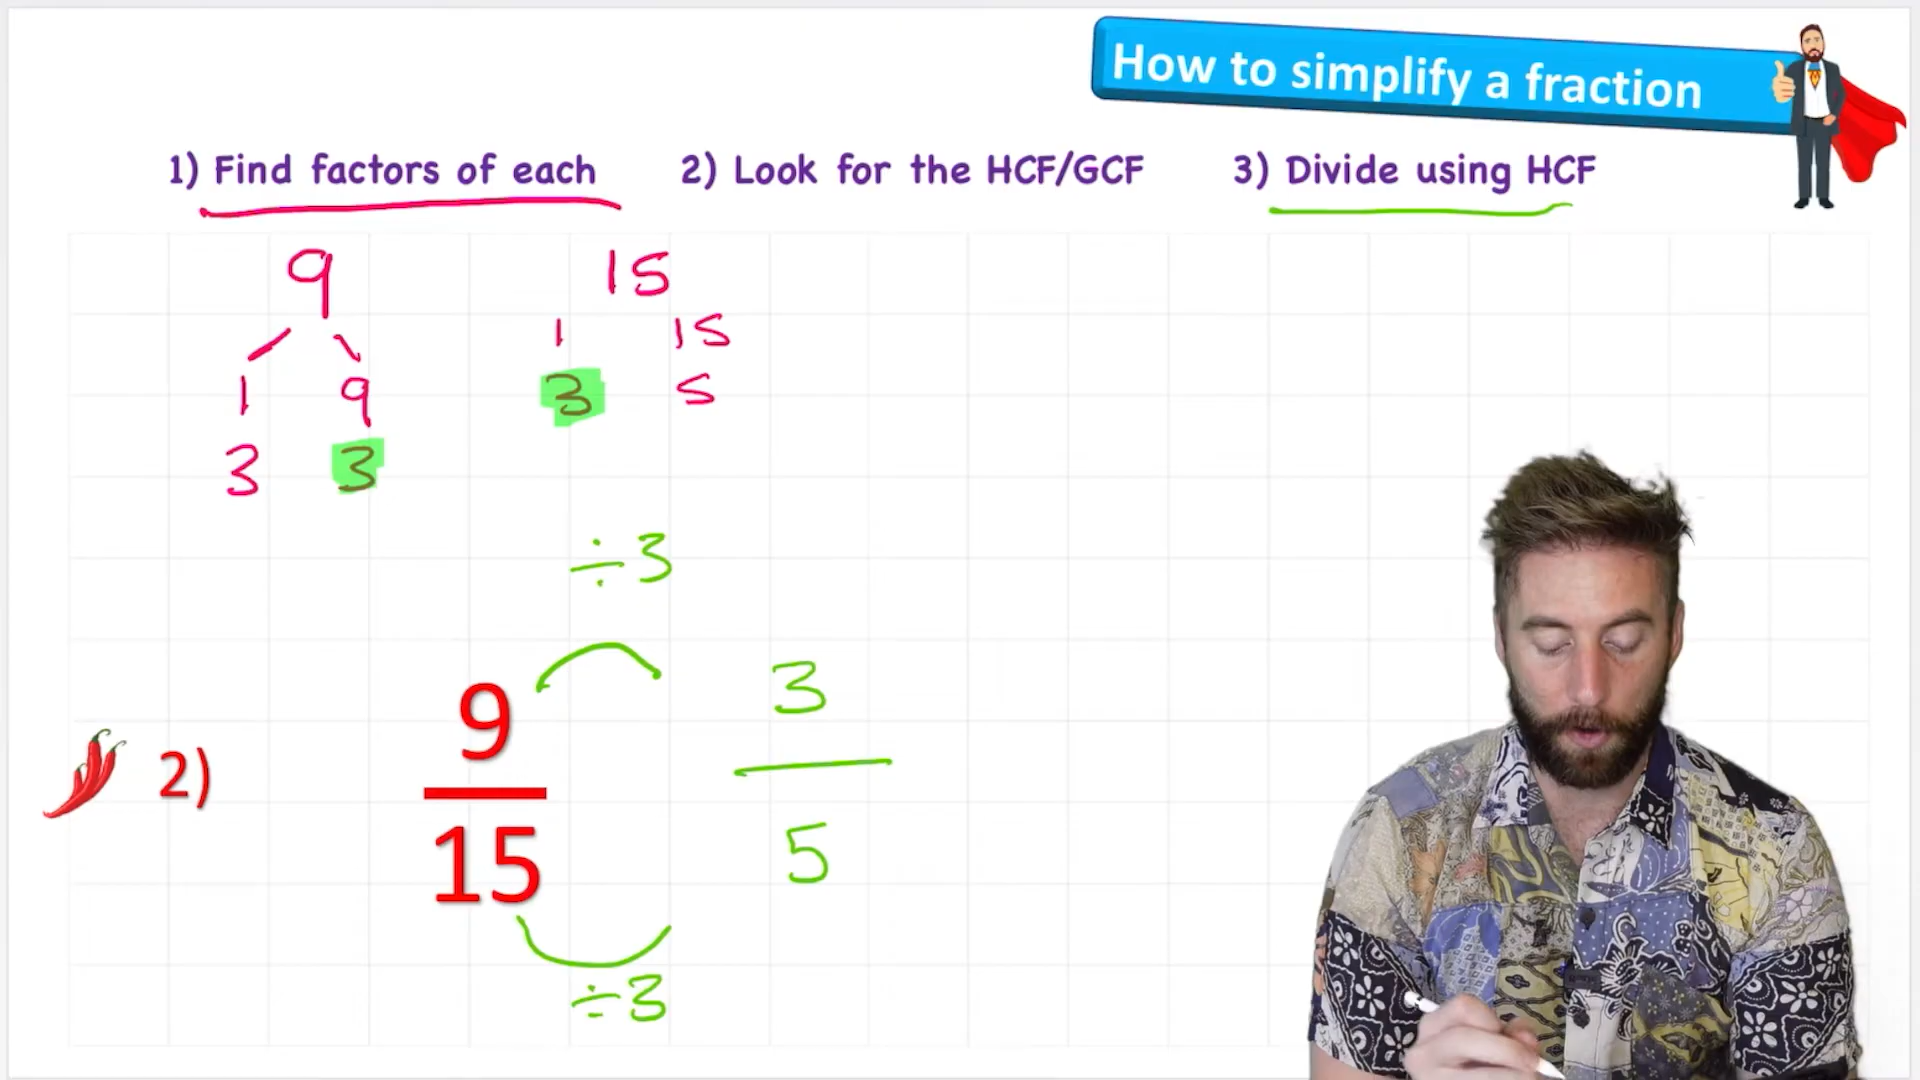 How to simplify a fraction
1) Find factors of each 2) Look for the HCF/GCF 3) Divide using HCF
9 15
1 15
1 9 3 5
3 3
÷3
9 3
2)
15 5
÷3